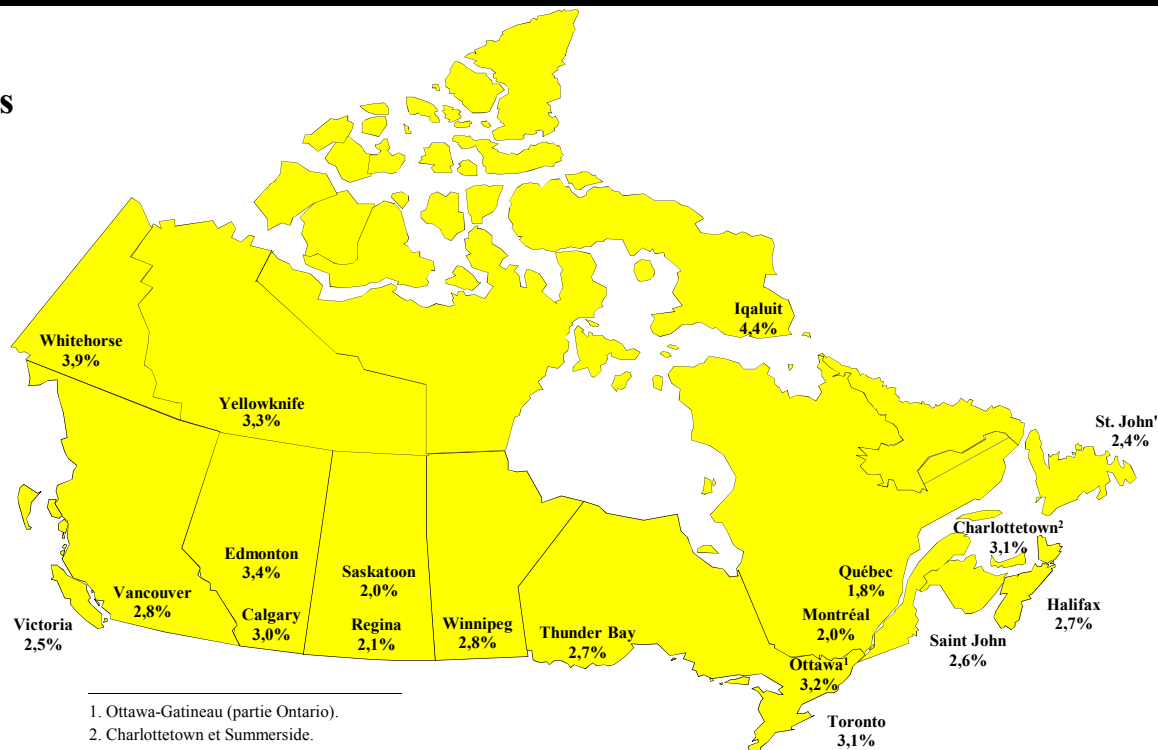 s
Iqaluit
4,4%
Whitehorse
3,9%
Yellowknife
3,3%
St. John'
2,4%
Charlottetown²
3,1%
Edmonton
3,4%
Saskatoon
2,0%
Québec
1,8%
Vancouver
2,8%
Halifax
2,7%
Calgary
3,0%
Regina
2,1%
Winnipeg
2,8%
Montréal
2,0%
Victoria
2,5%
Thunder Bay
2,7%
Saint John
2,6%
Ottawa¹
3,2%
Toronto
3,1%
1. Ottawa-Gatineau (partie Ontario).
2. Charlottetown et Summerside.